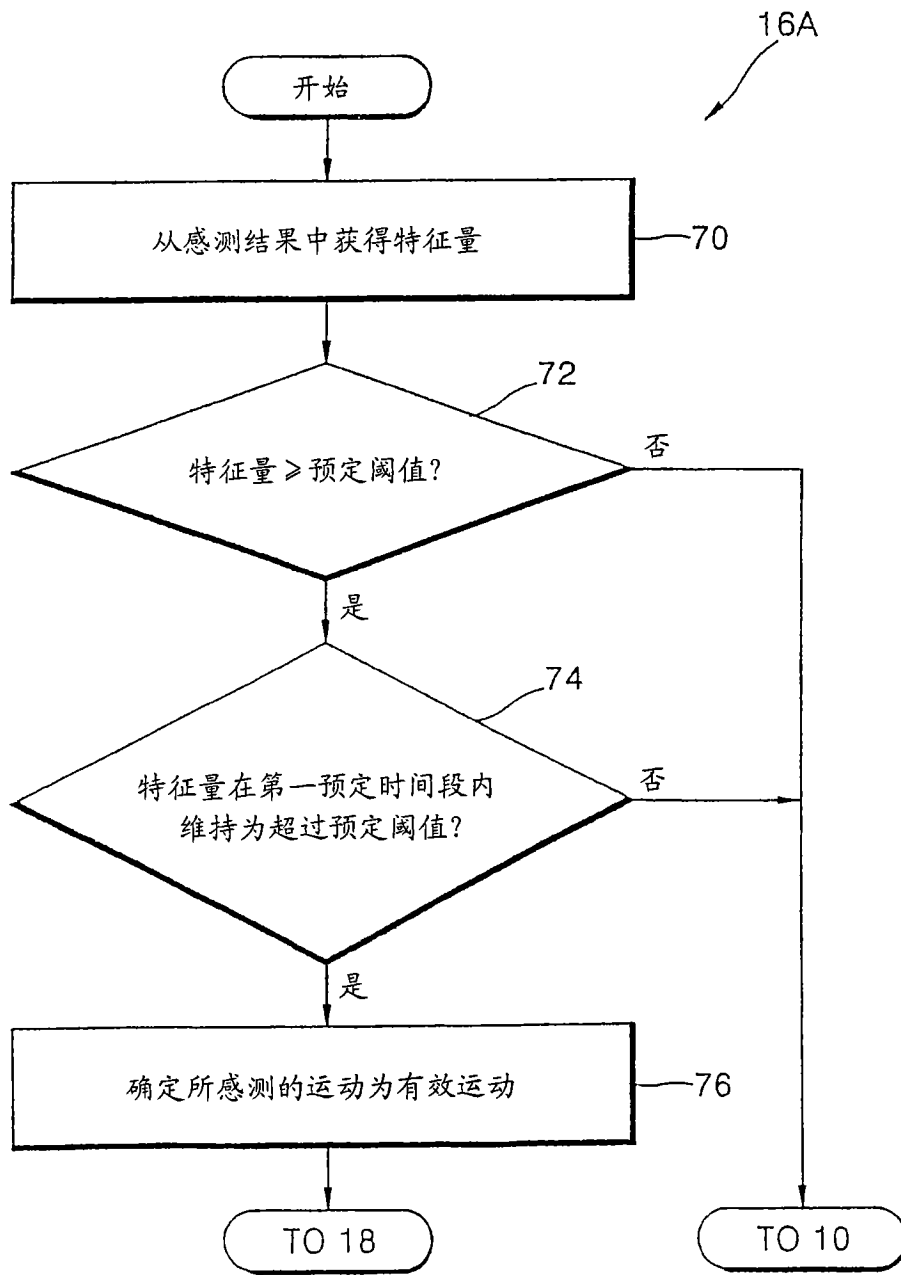 16A
开始
从感测结果中获得特征量
70
72
特征量≥预定阈值?
否
是
74
特征量在第一预定时间段内
维持为超过预定阈值?
否
是
确定所感测的运动为有效运动
76
TO 18
TO 10